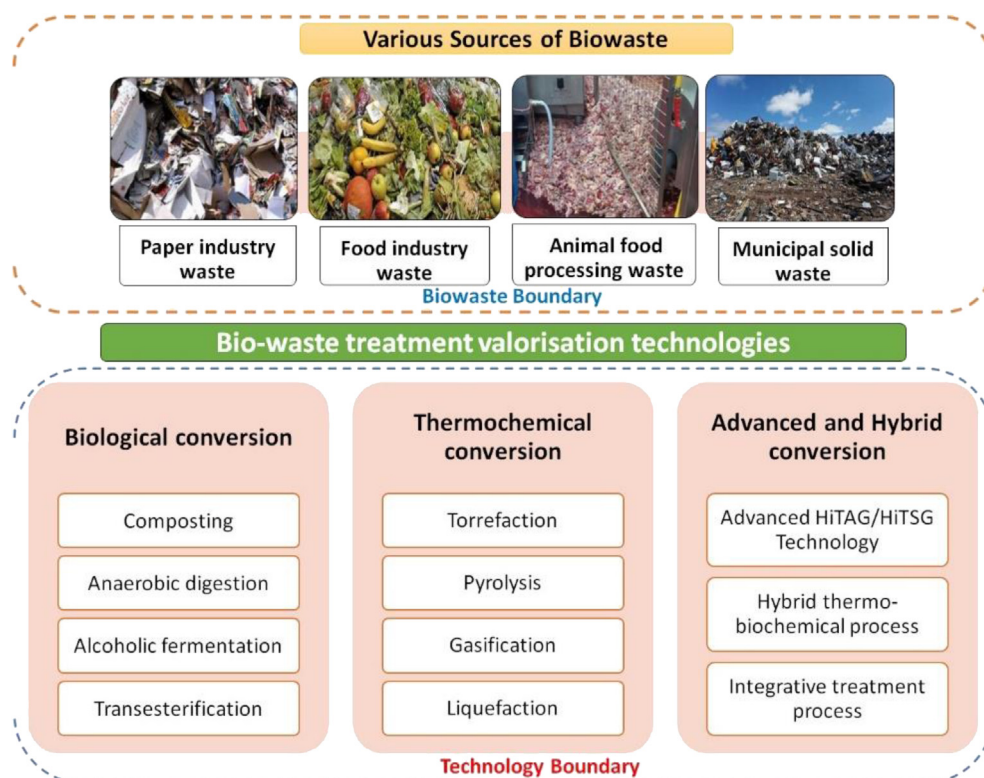 Various Sources of Biowaste
Paper industry
waste
Food industry
waste
Animal food
processing waste
Municipal solid
waste
Biowaste Boundary
Bio-waste treatment valorisation technologies
Biological conversion
Composting
Anaerobic digestion
Alcoholic fermentation
Transesterification
Thermochemical
conversion
Torrefaction
Pyrolysis
Gasification
Liquefaction
Advanced and Hybrid
conversion
Advanced HiTAG/HiTSG
Technology
Hybrid thermo-
biochemical process
Integrative treatment
process
Technology Boundary